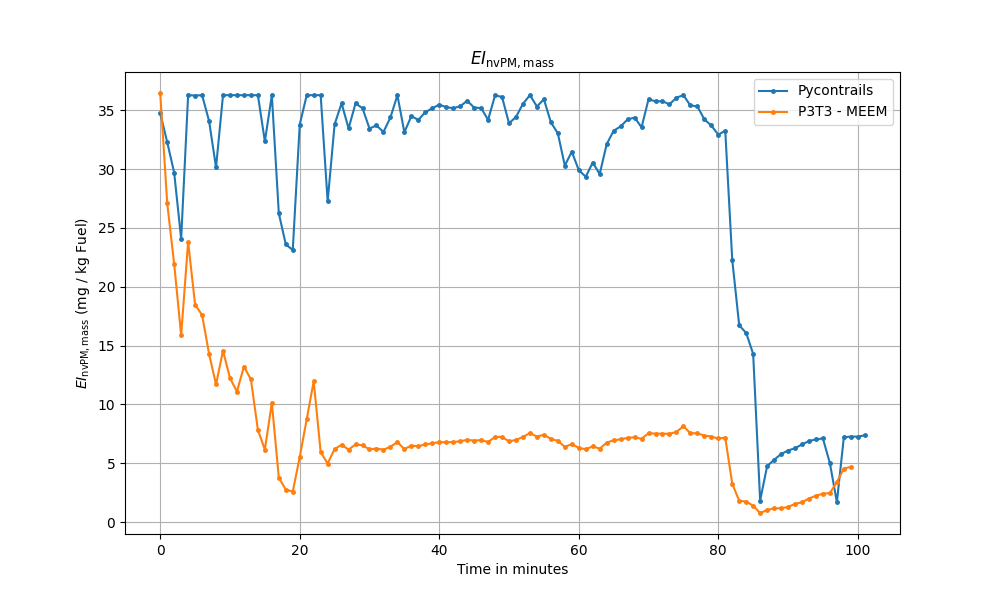 EI_nvPM, mass
Pycontrails
P3T3 - MEEM
EI_nvPM, mass (mg / kg Fuel)
35
30
25
20
15
10
5
0
0 20 40 60 80 100
Time in minutes